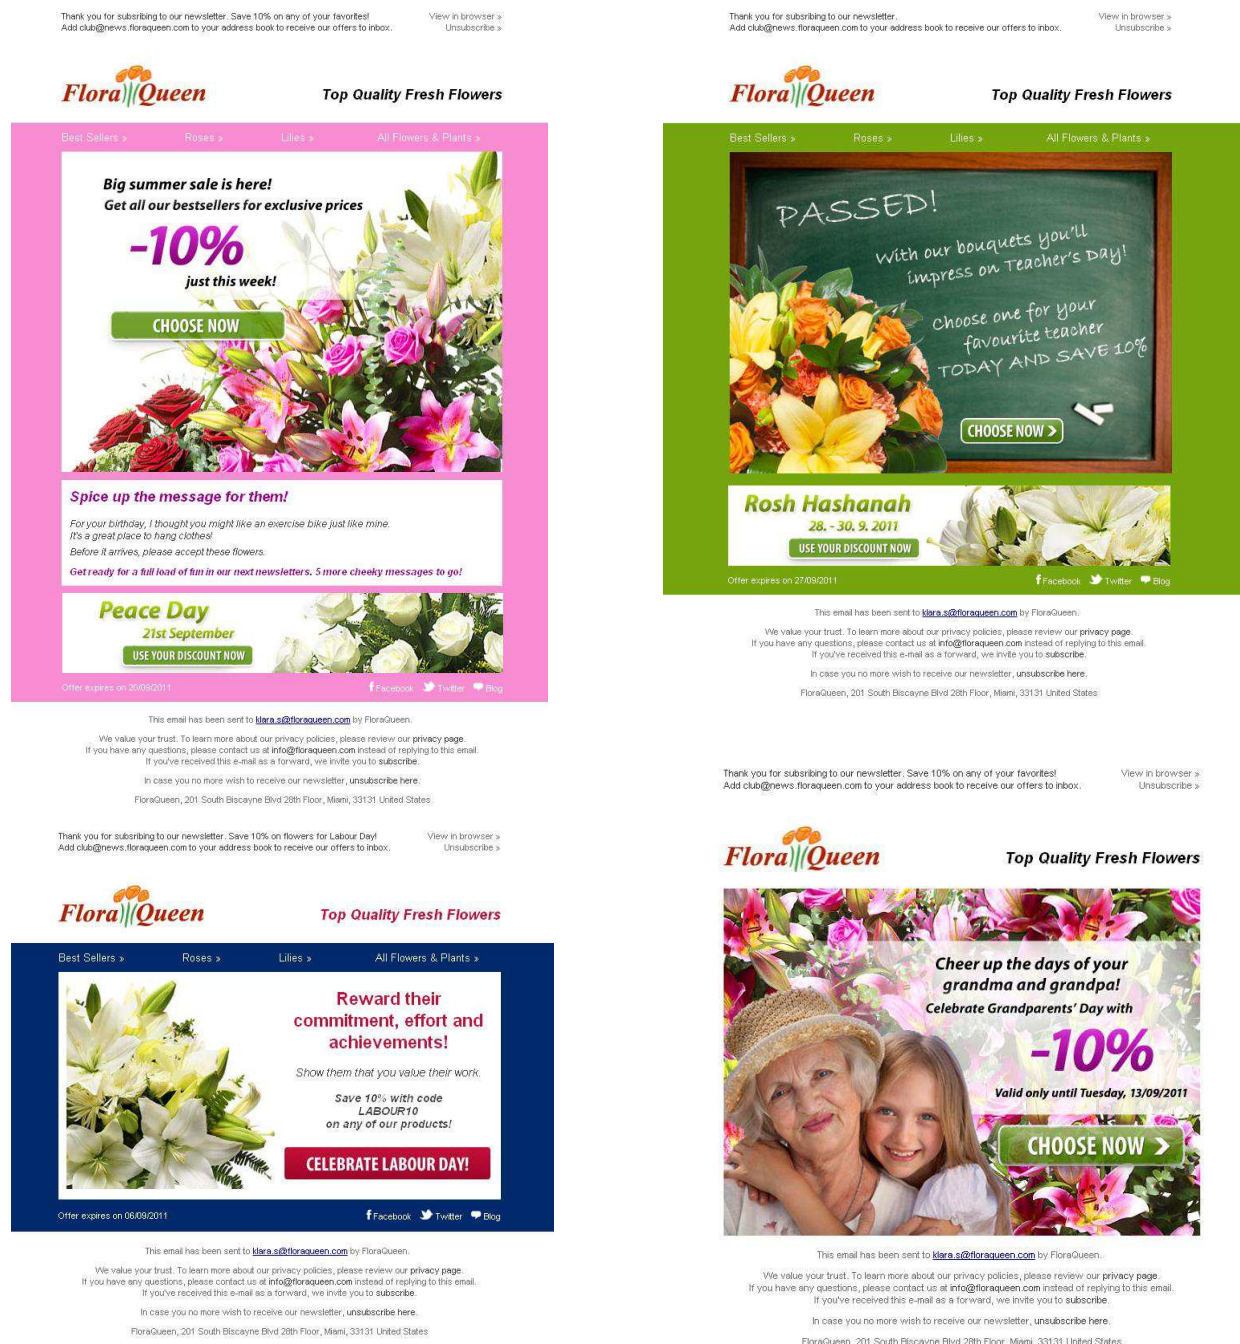 Thank you for subsribing to our newsletter. Save 10% on any of your favorites!
View in browser »
Add club@news.floraqueen.com to your address book to receive our offers to inbox.
Unsubscribe »
Flora Queen
Top Quality Fresh Flowers
Best Sellers »
Roses »
Lilies »
All Flowers & Plants »
Big summer sale is here!
Get all our bestsellers for exclusive prices
-10%
just this week!
CHOOSE NOW
Spice up the message for them!
For your birthday, I thought you might like an exercise bike just like mine.
It's a great place to hang clothes!
Before it arrives, please accept these flowers.
Get ready for a full load of fun in our next newsletters. 5 more cheeky messages to go!
Peace Day
21st September
USE YOUR DISCOUNT NOW
Offer expires on 20/09/2011
Facebook
Twitter
Blog
This email has been sent to klara.s@floraqueen.com by FloraQueen.
We value your trust. To learn more about our privacy policies, please review our privacy page.
If you have any questions, please contact us at info@floraqueen.com instead of replying to this email.
If you've received this e-mail as a forward, we invite you to subscribe.
In case you no more wish to receive our newsletter, unsubscribe here.
FloraQueen, 201 South Biscayne Blvd 28th Floor, Miami, 33131 United States
Thank you for subsribing to our newsletter.
View in browser »
Add club@news.floraqueen.com to your address book to receive our offers to inbox.
Unsubscribe »
Flora Queen
Top Quality Fresh Flowers
Best Sellers »
Roses »
Lilies »
All Flowers & Plants »
PASSED!
With our bouquets you'll
impress on Teacher's Day!
Choose one for your
favourite teacher
TODAY AND SAVE 10%
CHOOSE NOW >
Rosh Hashanah
28. - 30. 9. 2011
USE YOUR DISCOUNT NOW
Offer expires on 27/09/2011
Facebook
Twitter
Blog
This email has been sent to klara.s@floraqueen.com by FloraQueen.
We value your trust. To learn more about our privacy policies, please review our privacy page.
If you have any questions, please contact us at info@floraqueen.com instead of replying to this email.
If you've received this e-mail as a forward, we invite you to subscribe.
In case you no more wish to receive our newsletter, unsubscribe here.
FloraQueen, 201 South Biscayne Blvd 28th Floor, Miami, 33131 United States
Thank you for subsribing to our newsletter. Save 10% on flowers for Labour Day!
View in browser »
Add club@news.floraqueen.com to your address book to receive our offers to inbox.
Unsubscribe »
Flora Queen
Top Quality Fresh Flowers
Best Sellers »
Roses »
Lilies »
All Flowers & Plants »
Reward their
commitment, effort and
achievements!
Show them that you value their work.
Save 10% with code
LABOUR10
on any of our products!
CELEBRATE LABOUR DAY!
Offer expires on 06/09/2011
Facebook
Twitter
Blog
This email has been sent to klara.s@floraqueen.com by FloraQueen.
We value your trust. To learn more about our privacy policies, please review our privacy page.
If you have any questions, please contact us at info@floraqueen.com instead of replying to this email.
If you've received this e-mail as a forward, we invite you to subscribe.
In case you no more wish to receive our newsletter, unsubscribe here.
FloraQueen, 201 South Biscayne Blvd 28th Floor, Miami, 33131 United States
Thank you for subsribing to our newsletter. Save 10% on any of your favorites!
View in browser »
Add club@news.floraqueen.com to your address book to receive our offers to inbox.
Unsubscribe »
Flora Queen
Top Quality Fresh Flowers
Cheer up the days of your
grandma and grandpa!
Celebrate Grandparents' Day with
-10%
Valid only until Tuesday, 13/09/2011
CHOOSE NOW >
This email has been sent to klara.s@floraqueen.com by FloraQueen.
We value your trust. To learn more about our privacy policies, please review our privacy page.
If you have any questions, please contact us at info@floraqueen.com instead of replying to this email.
If you've received this e-mail as a forward, we invite you to subscribe.
In case you no more wish to receive our newsletter, unsubscribe here.
FloraQueen, 201 South Biscayne Blvd 28th Floor, Miami, 33131 United States